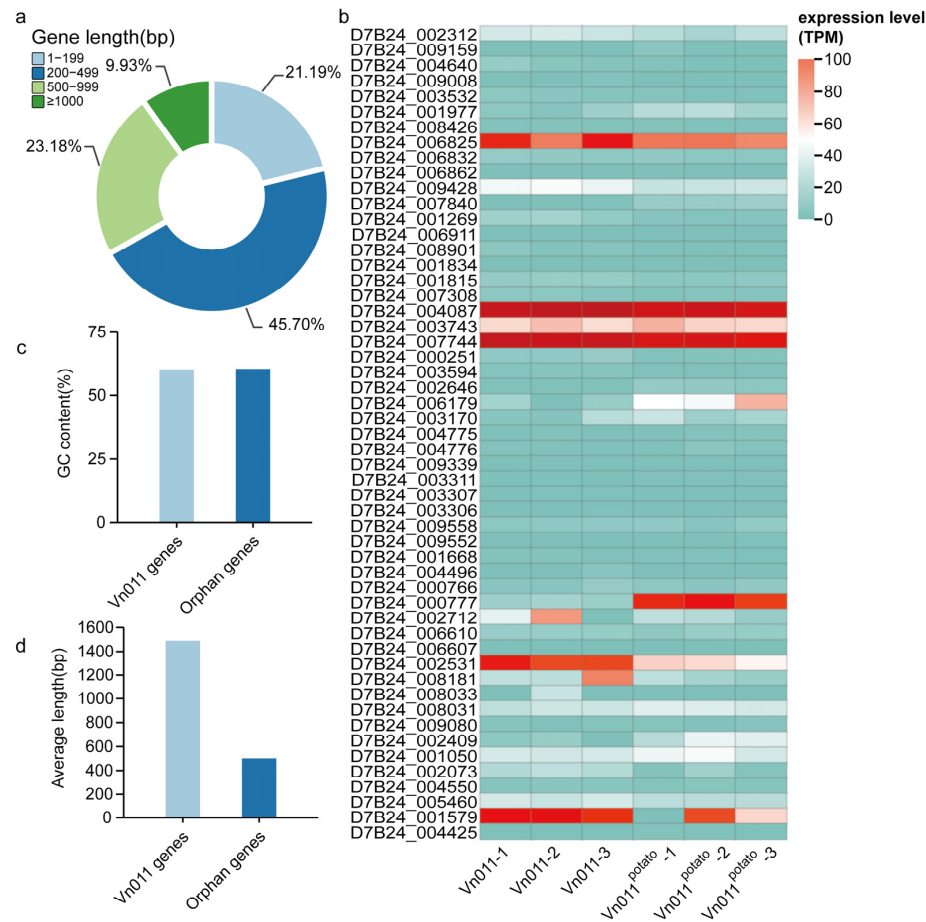 a
Gene length(bp)
1−199
200−499
500−999
≥1000
9.93%
21.19%
23.18%
45.70%
b
D7B24_002312
D7B24_009159
D7B24_004640
D7B24_009008
D7B24_003532
D7B24_001977
D7B24_008426
D7B24_006825
D7B24_006832
D7B24_006862
D7B24_009428
D7B24_007840
D7B24_001269
D7B24_006911
D7B24_008901
D7B24_001834
D7B24_001815
D7B24_007308
D7B24_004087
D7B24_003743
D7B24_007744
D7B24_000251
D7B24_003594
D7B24_002646
D7B24_006179
D7B24_003170
D7B24_004775
D7B24_004776
D7B24_009339
D7B24_003311
D7B24_003307
D7B24_003306
D7B24_009558
D7B24_009552
D7B24_001668
D7B24_004496
D7B24_000766
D7B24_000777
D7B24_002712
D7B24_006610
D7B24_006607
D7B24_002531
D7B24_008181
D7B24_008033
D7B24_008031
D7B24_009080
D7B24_002409
D7B24_001050
D7B24_002073
D7B24_004550
D7B24_005460
D7B24_001579
D7B24_004425
Vn011-1
Vn011-2
Vn011-3
Vn011potato -1
Vn011potato -2
Vn011potato -3
expression level
(TPM)
100
80
60
40
20
0
c
GC content(%)
75
50
25
0
Vn011 genes
Orphan genes
d
Average length(bp)
1600
1400
1200
1000
800
600
400
200
0
Vn011 genes
Orphan genes